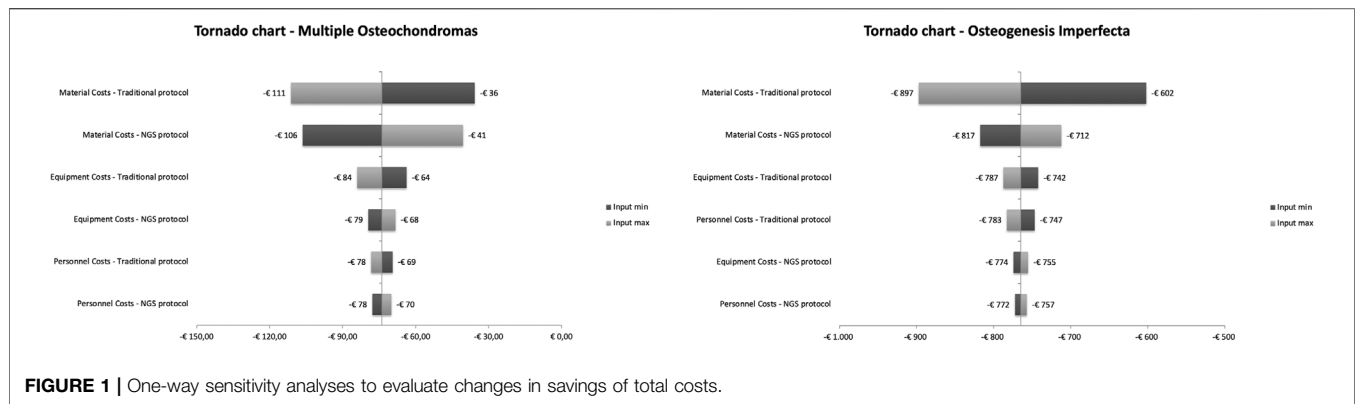 Tornado chart - Multiple Osteochondromas
Material Costs - Traditional protocol
-€ 111
-€ 36
Material Costs - NGS protocol
-€ 106
-€ 41
Equipment Costs - Traditional protocol
-€ 84
-€ 64
Equipment Costs - NGS protocol
-€ 79
-€ 68
Personnel Costs - Traditional protocol
-€ 78
-€ 69
Personnel Costs - NGS protocol
-€ 78
-€ 70
Input min
Input max
-€ 150,00 -€ 120,00 -€ 90,00 -€ 60,00 -€ 30,00 € 0,00
Tornado chart - Osteogenesis Imperfecta
Material Costs - Traditional protocol
-€ 897
-€ 602
Material Costs - NGS protocol
-€ 817
-€ 712
Equipment Costs - Traditional protocol
-€ 787
-€ 742
Personnel Costs - Traditional protocol
-€ 783
-€ 747
Equipment Costs - NGS protocol
-€ 774
-€ 755
Personnel Costs - NGS protocol
-€ 772
-€ 757
Input min
Input max
-€ 1.000 -€ 900 -€ 800 -€ 700 -€ 600 -€ 500
FIGURE 1 | One-way sensitivity analyses to evaluate changes in savings of total costs.